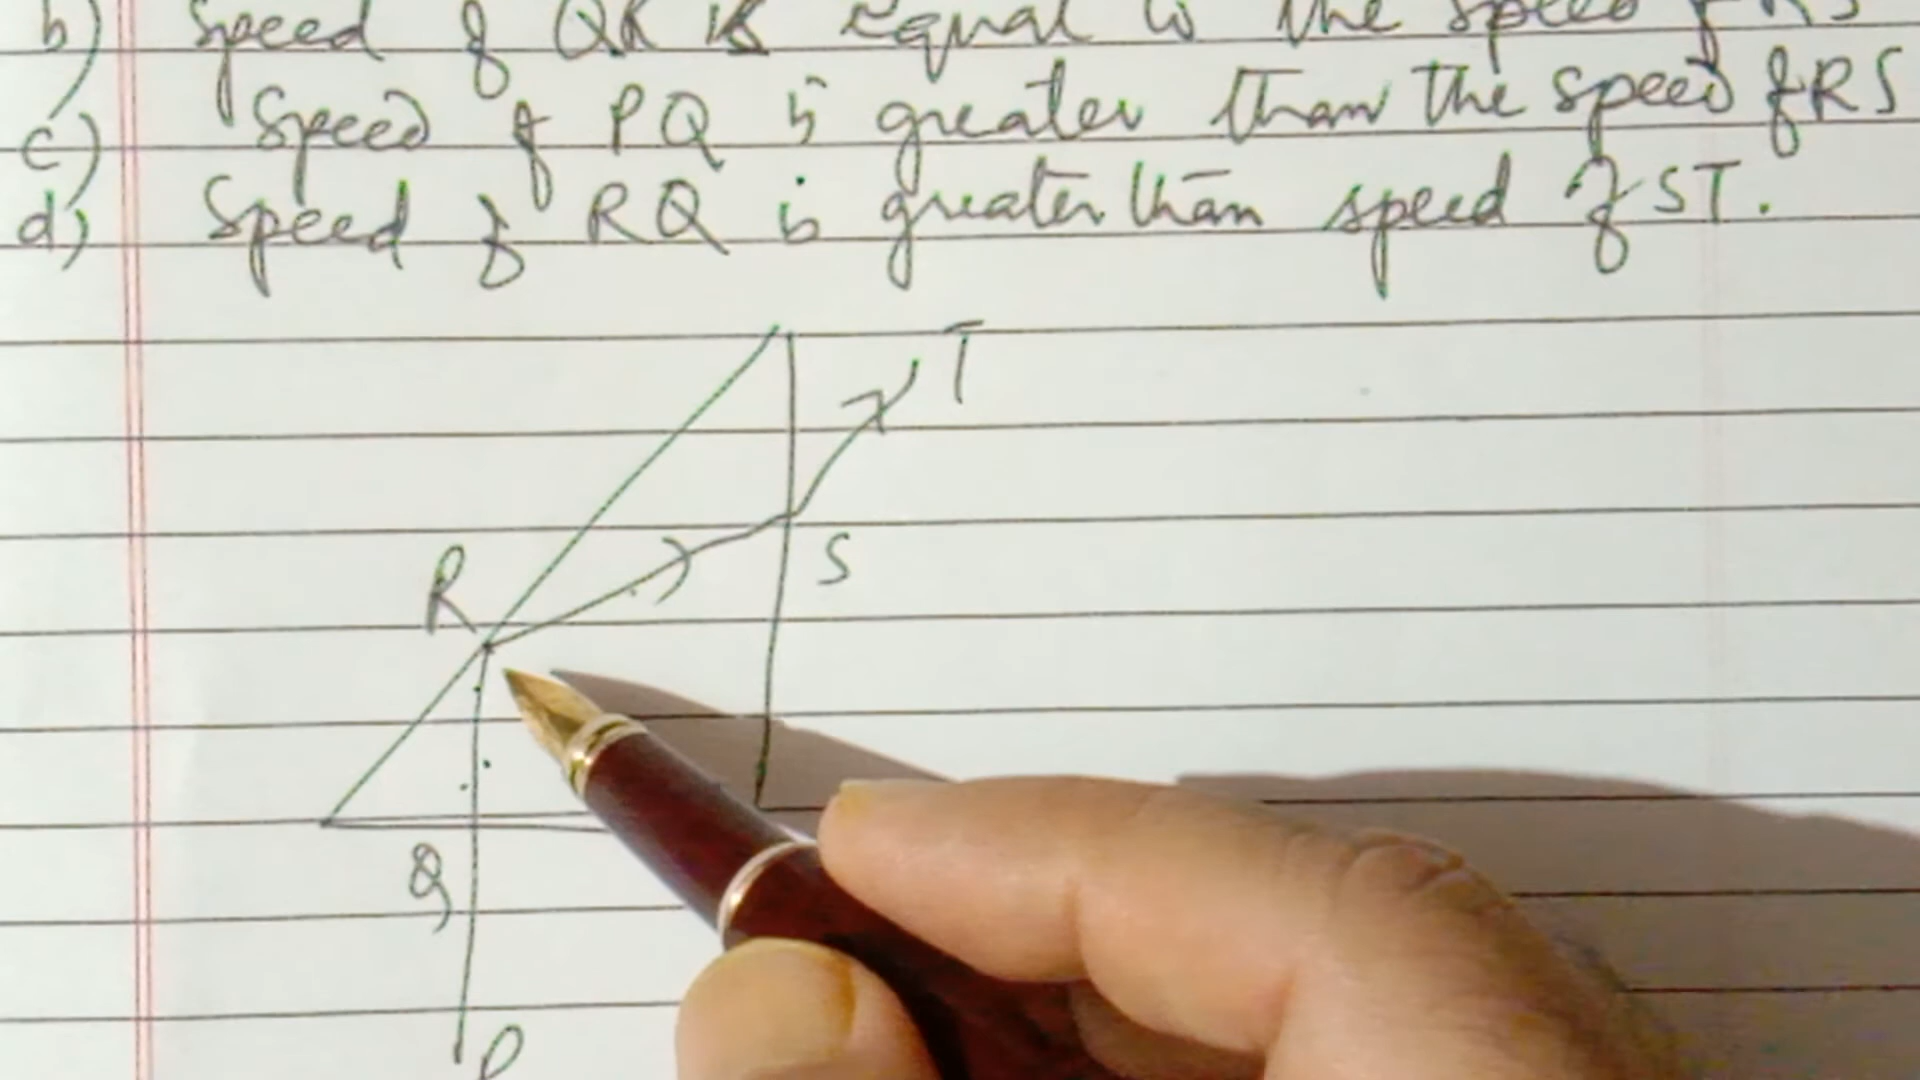 b) Speed of QR is equal to the speed of RS
c) Speed of PQ is greater than the speed of RS
d) Speed of RQ is greater than speed of ST.
T
R
S
Q
P